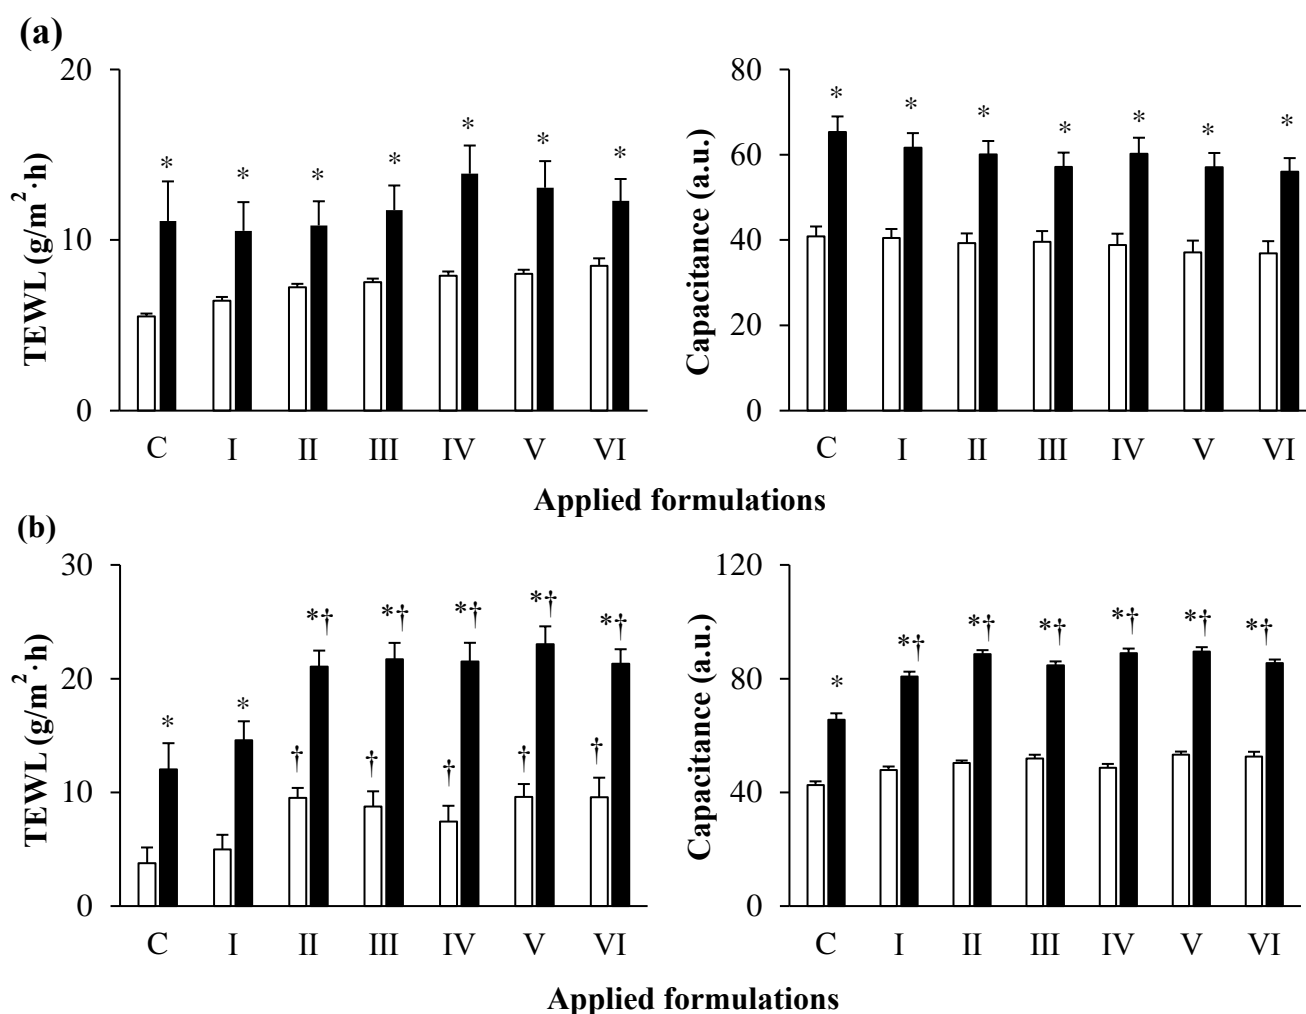 (a)
TEWL (g/m²·h)
20
10
0
* * * * * * *
C I II III IV V VI
Capacitance (a.u.)
80
60
40
20
0
* * * * * * *
C I II III IV V VI
Applied formulations
(b)
TEWL (g/m²·h)
30
20
10
0
* * *† *† *† *† *†
† † † † †
C I II III IV V VI
Capacitance (a.u.)
120
80
40
0
* *† *† *† *† *† *†
C I II III IV V VI
Applied formulations